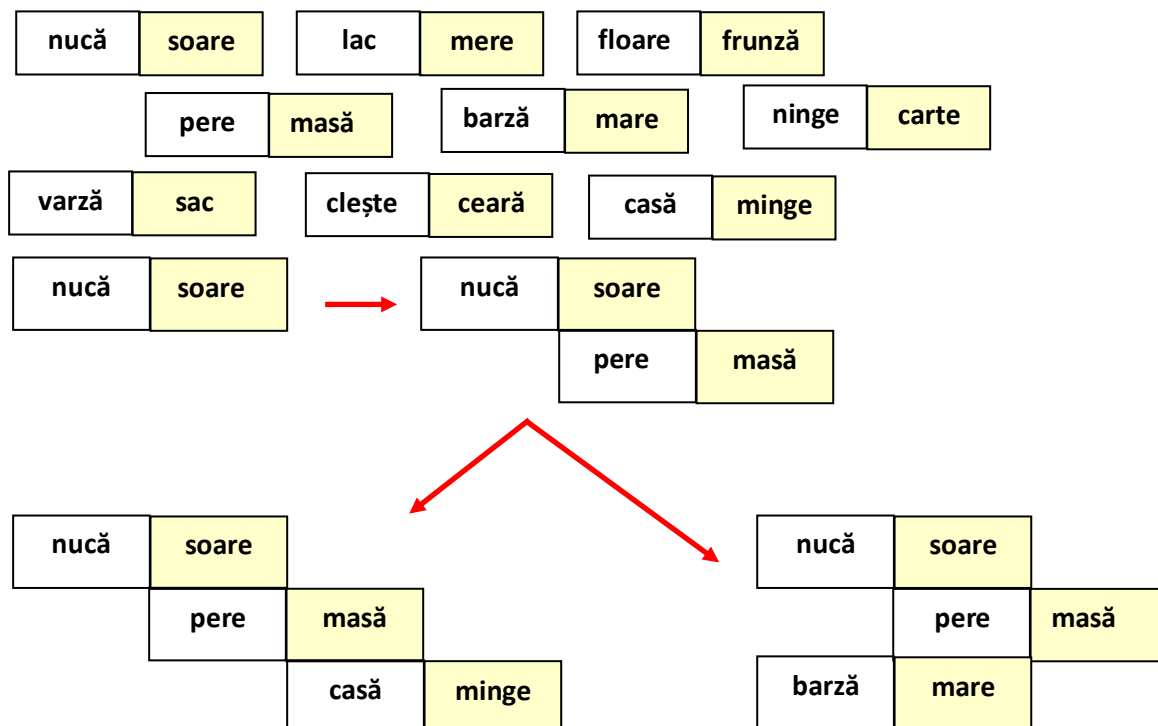 nucă soare lac mere floare frunză
pere masă barză mare ninge carte
varză sac clește ceară casă minge
nucă soare nucă soare
pere masă
nucă soare nucă soare
pere masă pere masă
casă minge barză mare